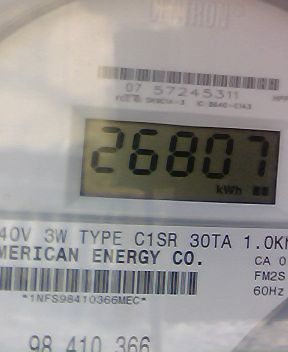 CENTRON
07 57245311
26807
kWh
40V 3W TYPE C1SR 30TA 1.0K
MERICAN ENERGY CO.
CA 0
FM2S
60Hz
*1NFS98410366MEC*
98 410 366